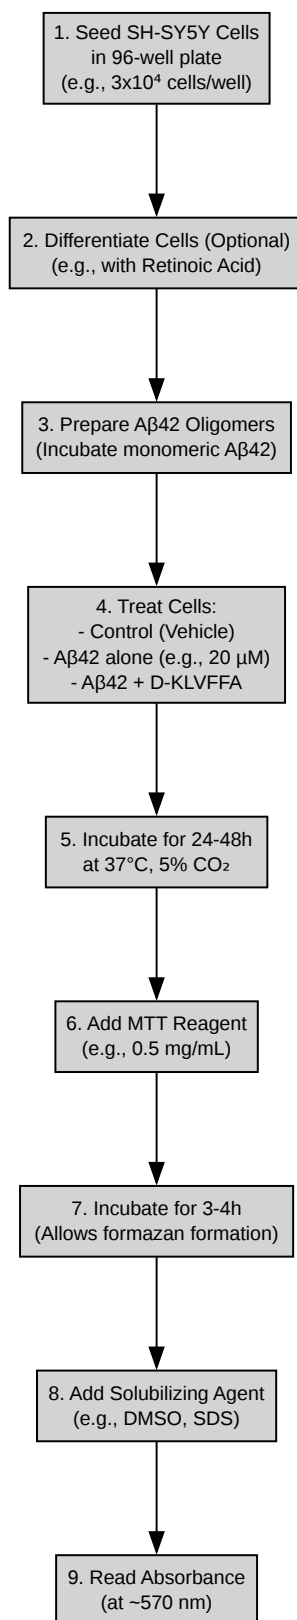 1. Seed SH-SY5Y Cells
in 96-well plate
(e.g., 3x10⁴ cells/well)
2. Differentiate Cells (Optional)
(e.g., with Retinoic Acid)
3. Prepare Aβ42 Oligomers
(Incubate monomeric Aβ42)
4. Treat Cells:
- Control (Vehicle)
- Aβ42 alone (e.g., 20 µM)
- Aβ42 + D-KLVFFA
5. Incubate for 24-48h
at 37°C, 5% CO₂
6. Add MTT Reagent
(e.g., 0.5 mg/mL)
7. Incubate for 3-4h
(Allows formazan formation)
8. Add Solubilizing Agent
(e.g., DMSO, SDS)
9. Read Absorbance
(at ~570 nm)